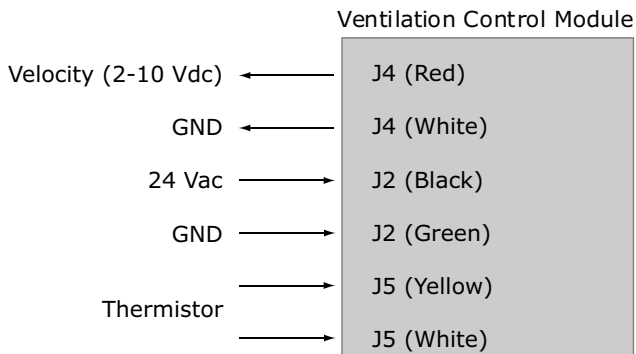 Ventilation Control Module
Velocity (2-10 Vdc) J4 (Red)
GND J4 (White)
24 Vac J2 (Black)
GND J2 (Green)
J5 (Yellow)
Thermistor
J5 (White)